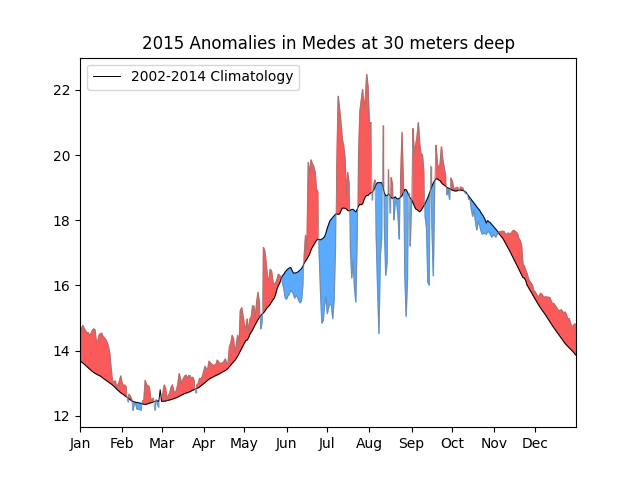 2015 Anomalies in Medes at 30 meters deep
2002-2014 Climatology
22
20
18
16
14
12
Jan Feb Mar Apr May Jun Jul Aug Sep Oct Nov Dec